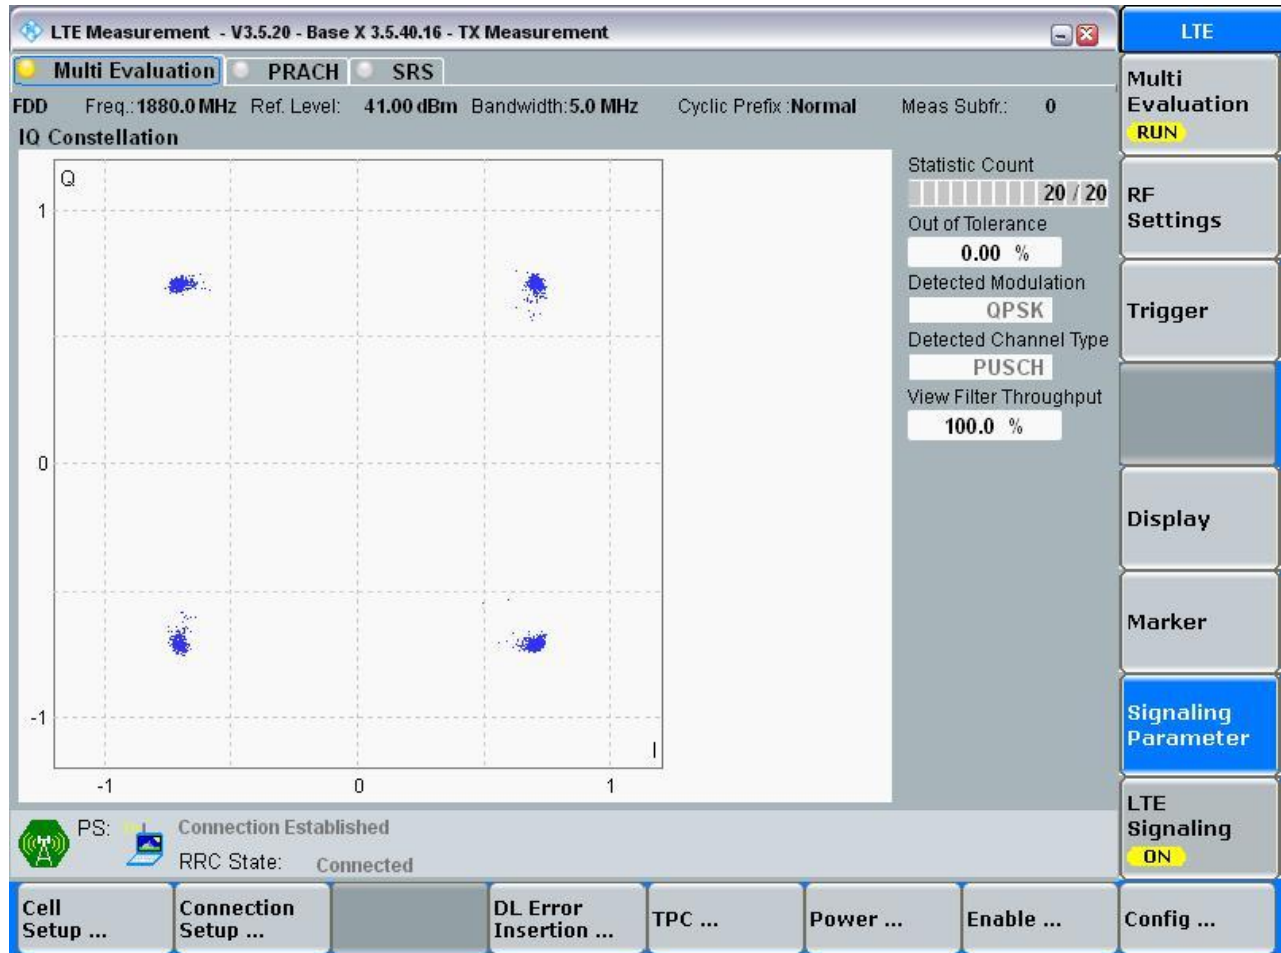 LTE Measurement - V3.5.20 - Base X 3.5.40.16 - TX Measurement
LTE
Multi Evaluation PRACH SRS
FDD Freq.: 1880.0 MHz Ref. Level: 41.00 dBm Bandwidth: 5.0 MHz Cyclic Prefix : Normal Meas Subfr.: 0
IQ Constellation
Q
1
0
-1
-1 0 1
I
Statistic Count
20 / 20
Out of Tolerance
0.00 %
Detected Modulation
QPSK
Detected Channel Type
PUSCH
View Filter Throughput
100.0 %
Multi
Evaluation
RUN
RF
Settings
Trigger
Display
Marker
Signaling
Parameter
LTE
Signaling
ON
PS: Connection Established
RRC State: Connected
Cell
Setup ...
Connection
Setup ...
DL Error
Insertion ...
TPC ...
Power ...
Enable ...
Config ...